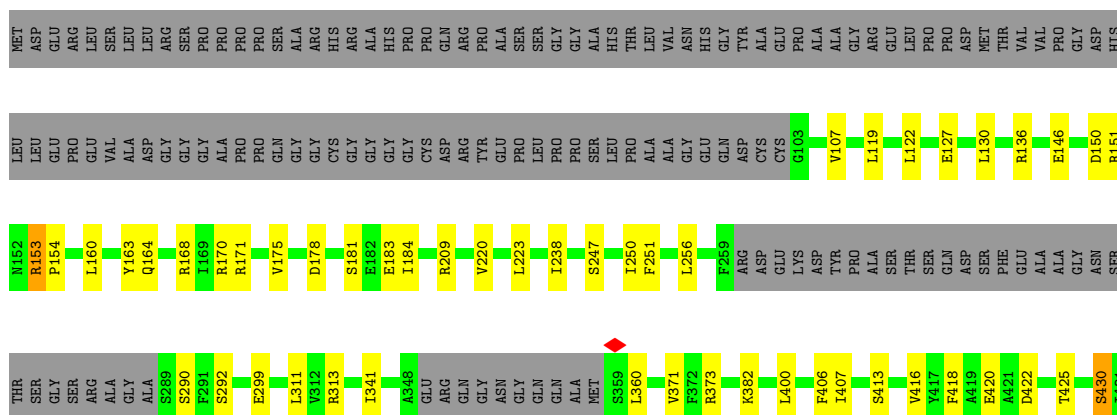 MET ASP GLU ARG LEU SER LEU LEU ARG SER PRO PRO PRO PRO SER ALA ARG HIS ARG ALA HIS PRO PRO GLN ARG PRO ALA SER SER GLY GLY ALA HIS THR LEU VAL ASN HIS GLY TYR ALA GLU PRO ALA ALA GLY ARG GLU LEU PRO PRO ASP MET THR VAL VAL PRO GLY ASP HIS
LEU LEU GLU PRO GLU VAL ALA ASP GLY GLY GLY ALA PRO PRO GLN GLY GLY CYS GLY GLY GLY GLY CYS ASP ARG TYR GLU PRO LEU PRO PRO SER LEU PRO ALA ALA GLY GLU GLN ASP CYS CYS G103 V107 L119 L122 E127 L130 R136 E146 D150 R151
N152 R153 P154 L160 Y163 Q164 R168 I169 R170 R171 V175 D178 S181 E182 E183 I184 R209 V220 L223 I238 S247 I250 F251 L256 F259 ARG ASP GLU LYS ASP TYR PRO ALA SER THR SER GLN ASP SER PHE GLU ALA ALA GLY ASN SER
THR SER GLY SER ARG ALA GLY ALA S289 S290 F291 S292 E299 L311 V312 R313 I341 A348 GLU ARG GLN GLY ASN GLY GLN GLN ALA MET S359 L360 V371 F372 R373 K382 L400 F406 I407 S413 V416 Y417 F418 A419 E420 A421 D422 T425 S430